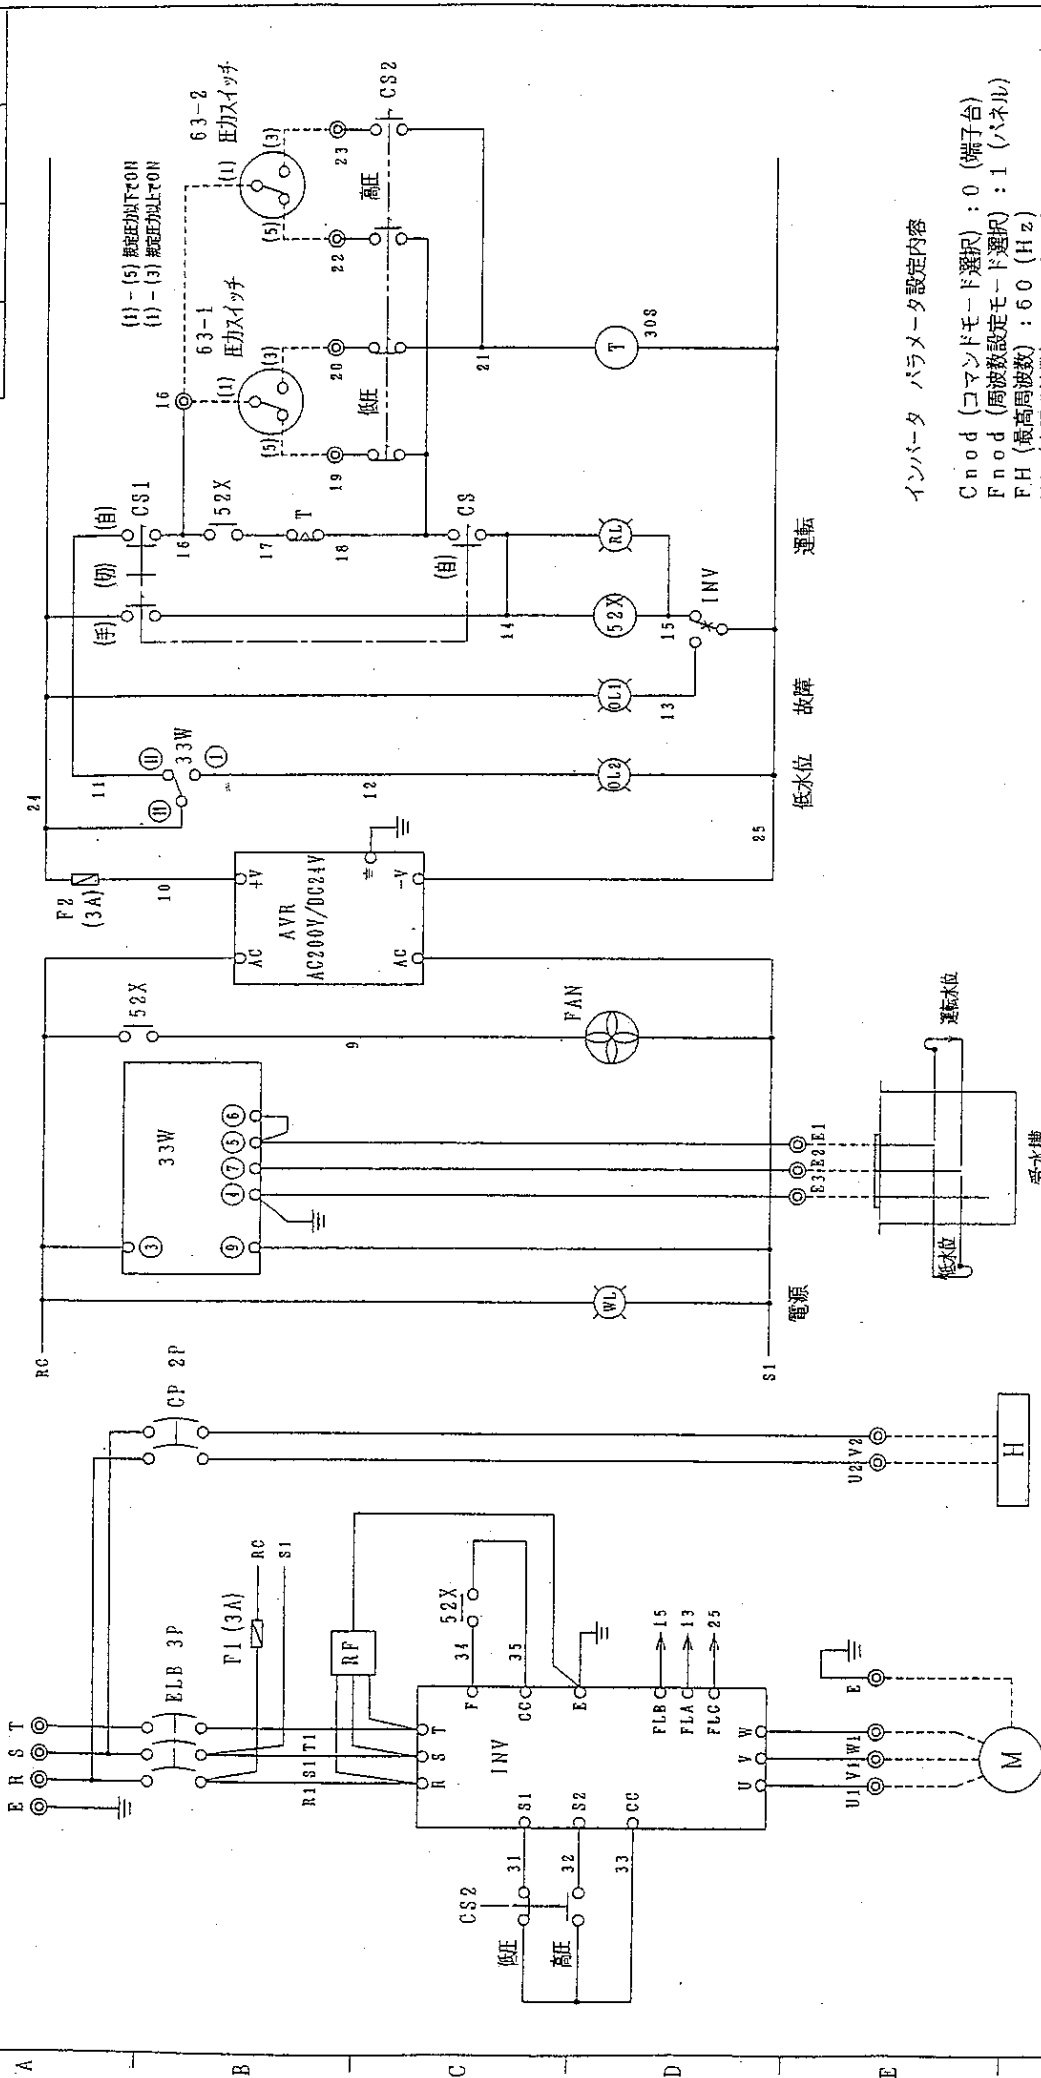 A
B
C
D
E
E R S T
ELB 3P
F1 (3A)
RC
S1
R1 S1 T1
RF
CP 2P
U2 V2
H
CS2
低圧
高圧
31
32
33
S1
S2
CC
R
S
T
INV
F
CC
E
34
35
52X
FLB
15
FLA
13
FLC
25
U
V
W
U1 V1 W1
E
M
RC
S1
WL
電源
33W
③
⑨
④ ⑦ ⑤ ⑥
E3 E2 E1
低水位
運転水位
52X
9
FAN
AC
AC
AVR
AC200V/DC24V
+V
-V
F2
(3A)
10
24
25
11
33W
12
OL2
低水位
OL1
13
故障
(手)
(切)
(自)
CS1
16
52X
17
T
18
(自)
CS
14
52X
RL
15
INV
運転
16
(1)-(5) 規定圧力以下でON
(1)-(3) 規定圧力以上でON
63-1
圧力スイッチ
(1)
(5)
(3)
19
20
低圧
63-2
圧力スイッチ
(1)
(5)
(3)
22
23
高圧
CS2
21
T
30S
インバータ パラメータ設定内容
Cnod (コマンドモード選択) : 0 (端子台)
Fnod (周波数設定モード選択) : 1 (パネル)
FH (最高周波数) : 60 (Hz)